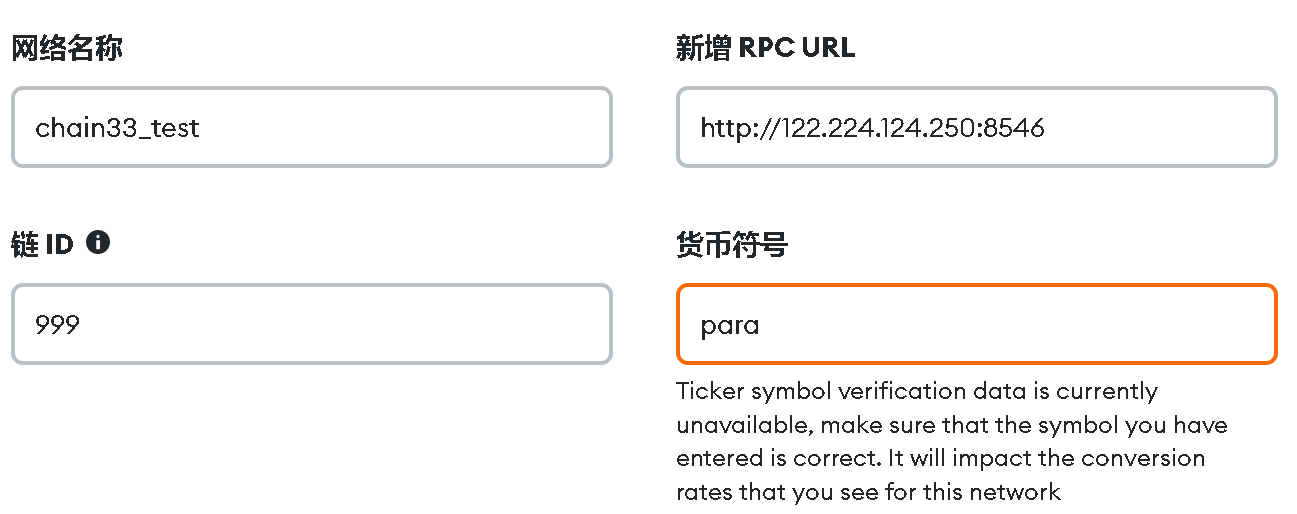 网络名称
新增 RPC URL
chain33_test
http://122.224.124.250:8546
链 ID
货币符号
999
para
Ticker symbol verification data is currently
unavailable, make sure that the symbol you have
entered is correct. It will impact the conversion
rates that you see for this network